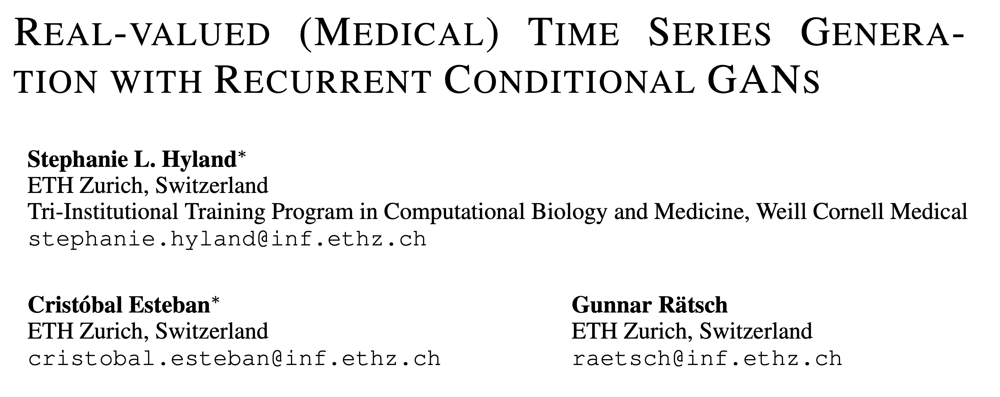 REAL-VALUED (MEDICAL) TIME SERIES GENERA-
TION WITH RECURRENT CONDITIONAL GANS
Stephanie L. Hyland*
ETH Zurich, Switzerland
Tri-Institutional Training Program in Computational Biology and Medicine, Weill Cornell Medical
stephanie.hyland@inf.ethz.ch
Cristóbal Esteban*
ETH Zurich, Switzerland
cristobal.esteban@inf.ethz.ch
Gunnar Rätsch
ETH Zurich, Switzerland
raetsch@inf.ethz.ch